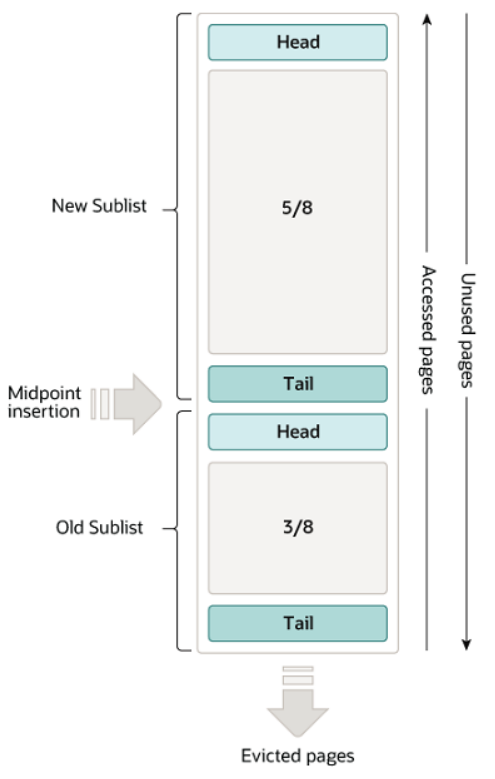 Head
New Sublist
5/8
Accessed pages
Unused pages
Tail
Midpoint
insertion
Head
Old Sublist
3/8
Tail
Evicted pages